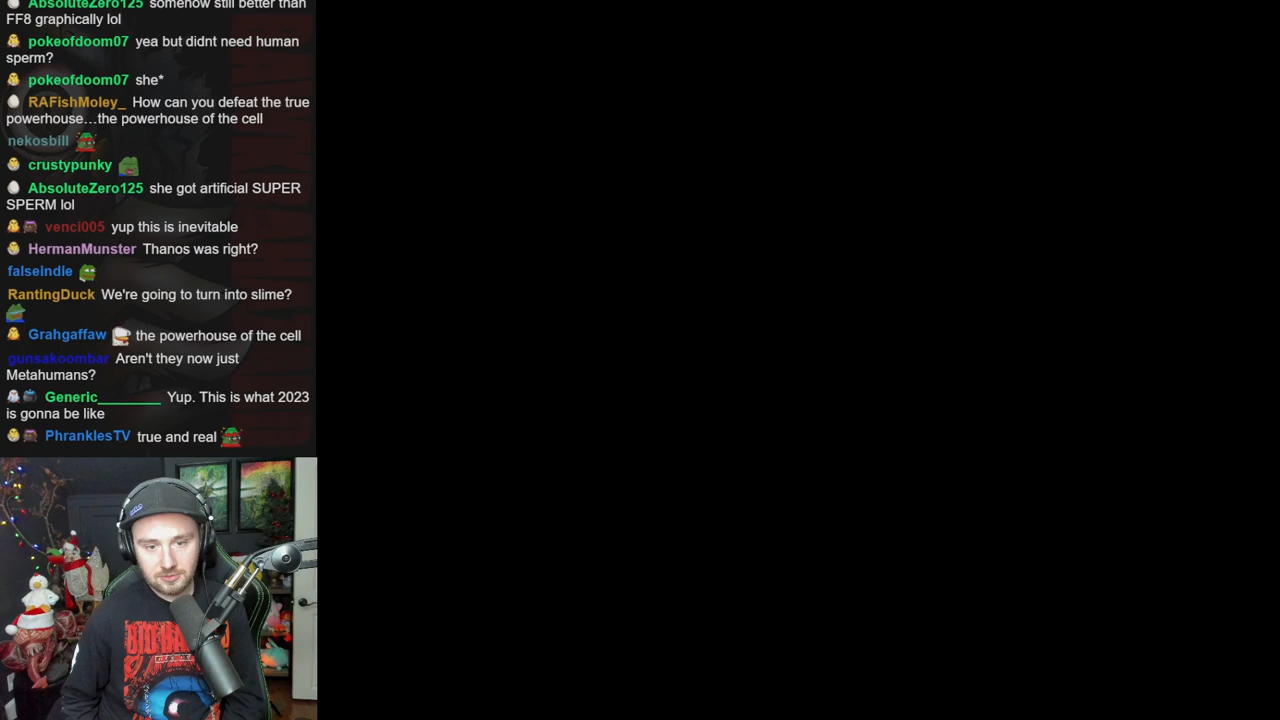 AbsoluteZero125 somehow still better than
FF8 graphically lol
pokeofdoom07 yea but didnt need human
sperm?
pokeofdoom07 she*
RAFishMoley_ How can you defeat the true
powerhouse…the powerhouse of the cell
nekosbill
crustypunky
AbsoluteZero125 she got artificial SUPER
SPERM lol
venci005 yup this is inevitable
HermanMunster Thanos was right?
falseindie
RantingDuck We're going to turn into slime?
Grahgaffaw the powerhouse of the cell
gunsakoombar Aren't they now just
Metahumans?
Generic________ Yup. This is what 2023
is gonna be like
PhranklesTV true and real